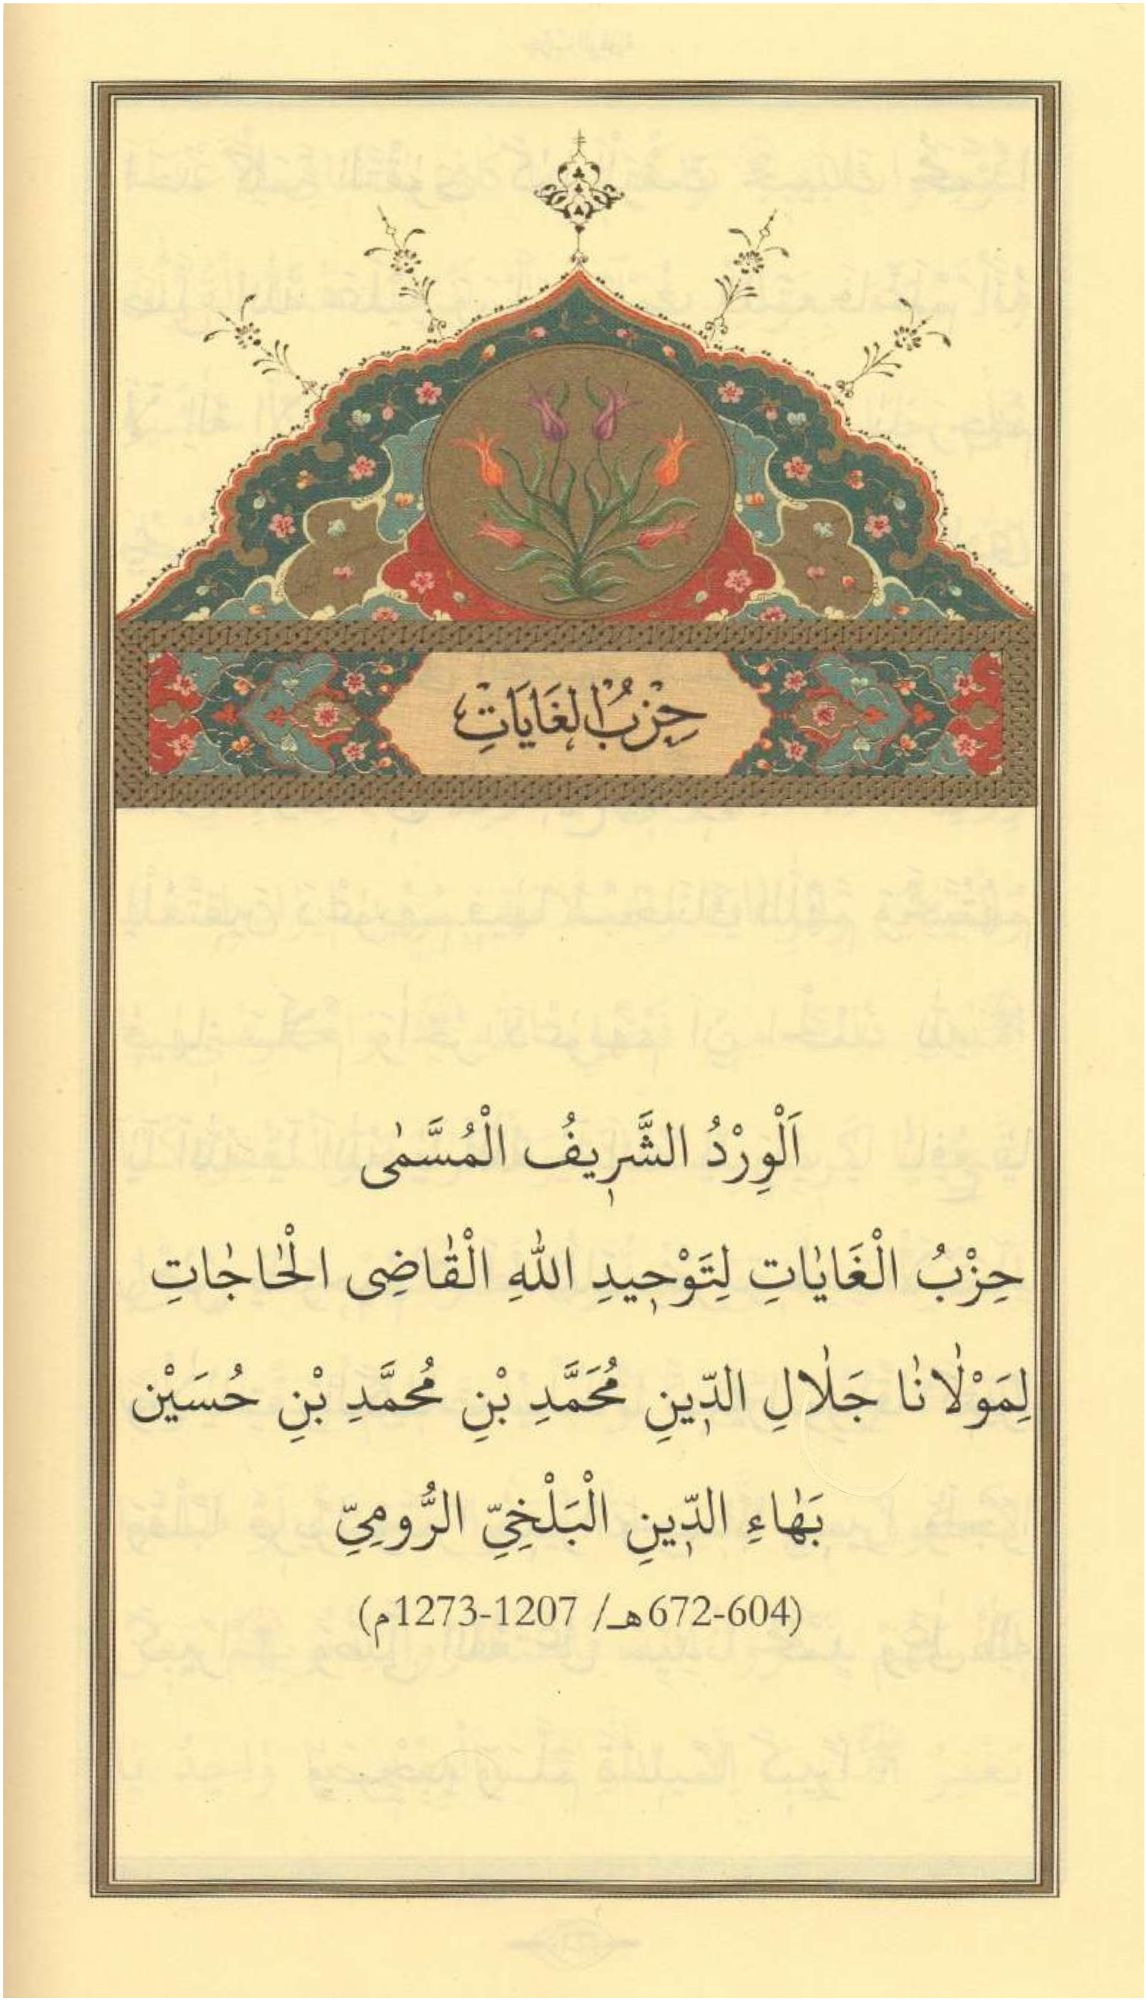 حِزْبُ الْغَايَاتِ
اَلْوِرْدُ الشَّرٖيفُ الْمُسَمّٰى
حِزْبُ الْغَايٰاتِ لِتَوْحٖيدِ اللّٰهِ الْقٰاضِى الْحٰاجٰاتِ
لِمَوْلٰانٰا جَلٰالِ الدّٖينِ مُحَمَّدِ بْنِ مُحَمَّدِ بْنِ حُسَيْن
بَهٰاءِ الدّٖينِ الْبَلْخِيِّ الرُّومِيِّ
(604-672هـ/ 1207-1273م)